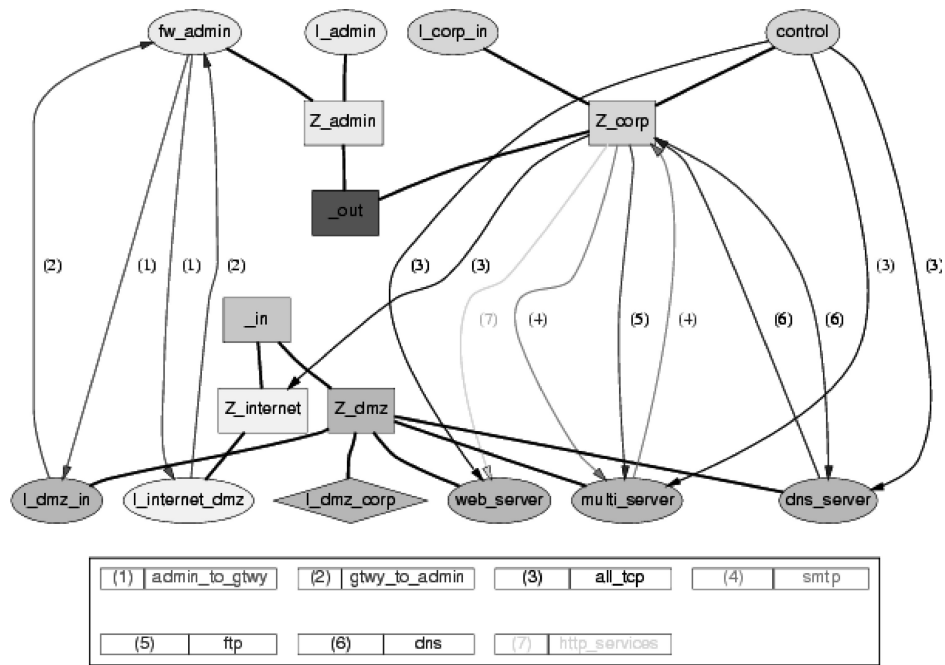 fw_admin I_admin I_corp_in control
Z_admin Z_corp
_out
(2) (1) (1) (2) (3) (3) (3) (3)
_in (7) (4) (5) (4) (6) (6)
Z_internet Z_dmz
I_dmz_in I_internet_dmz I_dmz_corp web_server multi_server dns_server
(1) admin_to_gtwy (2) gtwy_to_admin (3) all_tcp (4) smtp
(5) ftp (6) dns (7) http_services